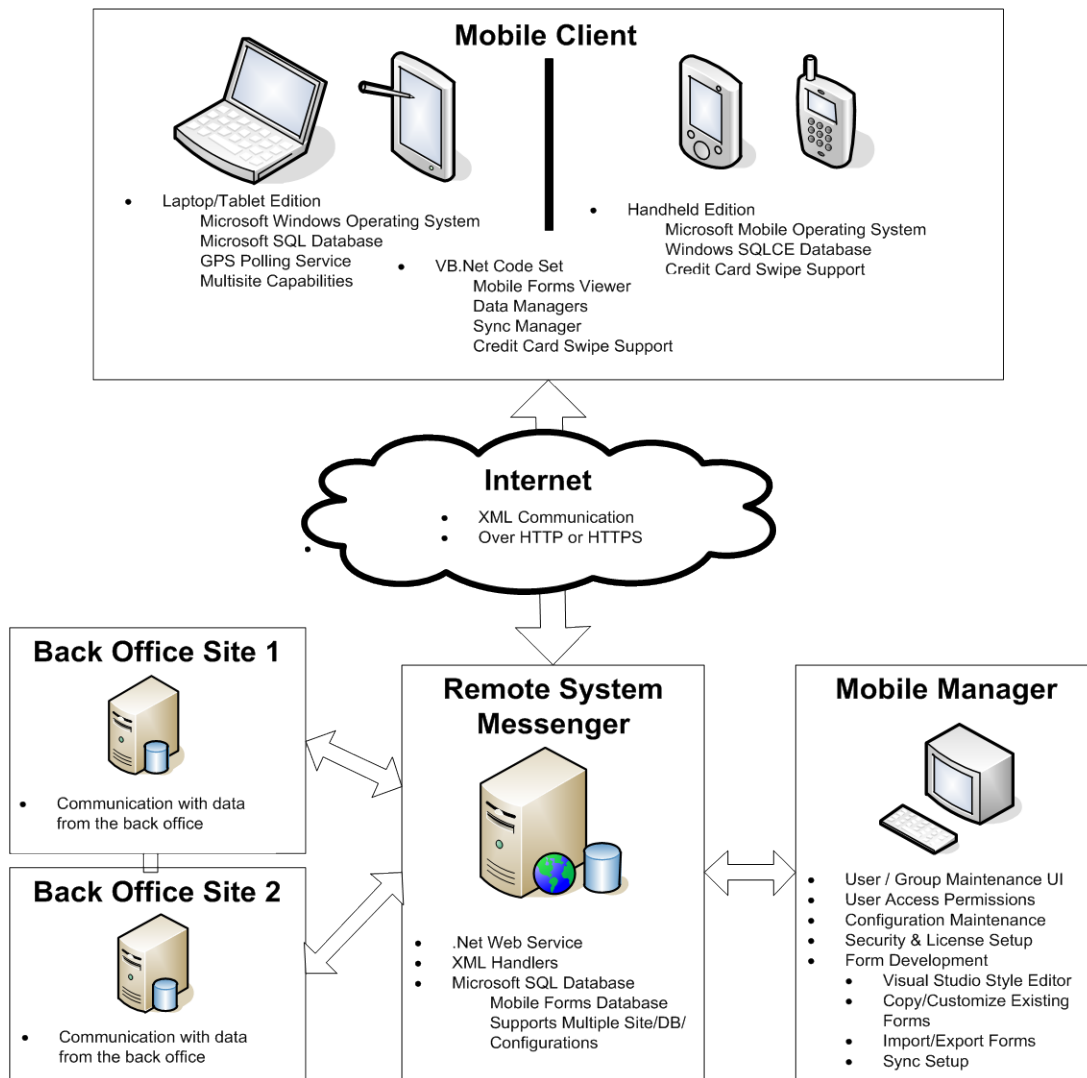 Mobile Client
• Laptop/Tablet Edition
Microsoft Windows Operating System
Microsoft SQL Database
GPS Polling Service
Multisite Capabilities
• VB.Net Code Set
Mobile Forms Viewer
Data Managers
Sync Manager
Credit Card Swipe Support
• Handheld Edition
Microsoft Mobile Operating System
Windows SQLCE Database
Credit Card Swipe Support
Internet
• XML Communication
• Over HTTP or HTTPS
•
Back Office Site 1
• Communication with data
from the back office
Back Office Site 2
• Communication with data
from the back office
Remote System
Messenger
• .Net Web Service
• XML Handlers
• Microsoft SQL Database
Mobile Forms Database
Supports Multiple Site/DB/
Configurations
Mobile Manager
• User / Group Maintenance UI
• User Access Permissions
• Configuration Maintenance
• Security & License Setup
• Form Development
• Visual Studio Style Editor
• Copy/Customize Existing
Forms
• Import/Export Forms
• Sync Setup